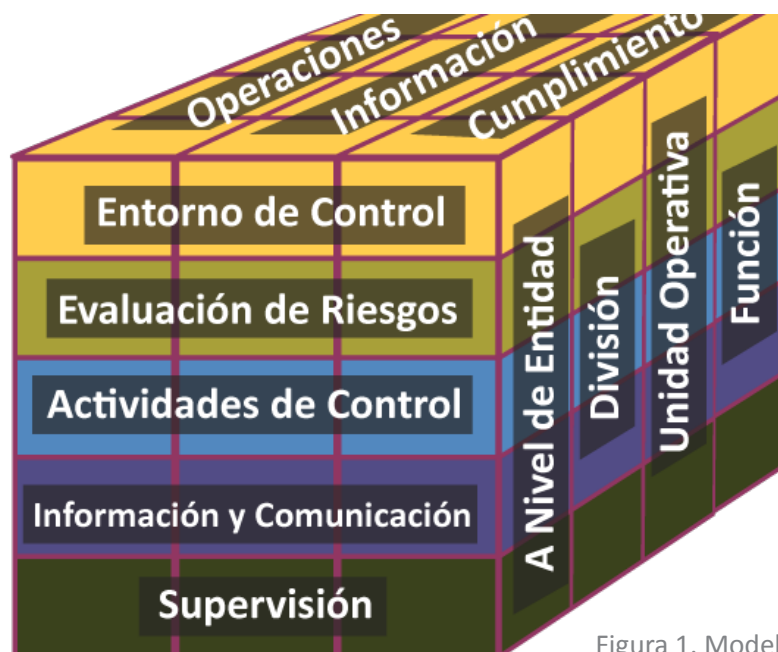 Operaciones
Información
Cumplimiento
Entorno de Control
Evaluación de Riesgos
Actividades de Control
Información y Comunicación
Supervisión
A Nivel de Entidad
División
Unidad Operativa
Función
Figura 1. Model